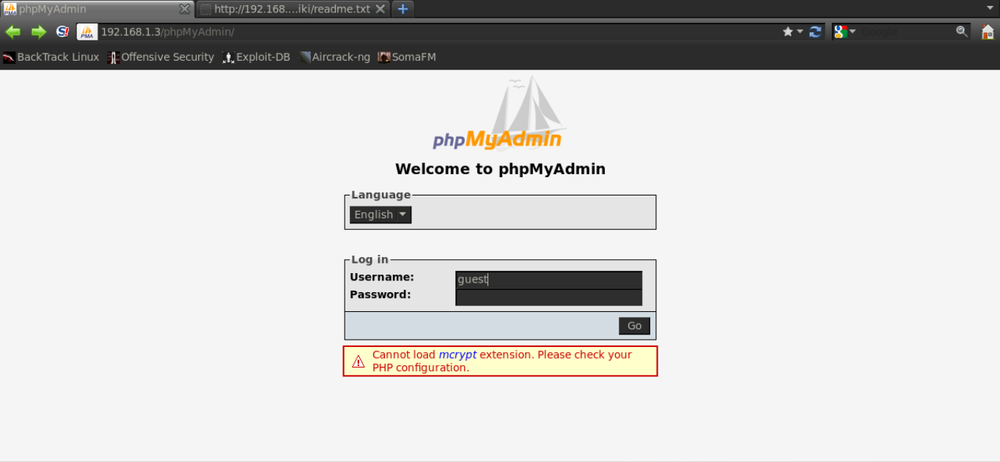 phpMyAdmin
http://192.168....iki/readme.txt
192.168.1.3/phpMyAdmin/
Google
BackTrack Linux Offensive Security Exploit-DB Aircrack-ng SomaFM
phpMyAdmin
Welcome to phpMyAdmin
Language
English
Log in
Username: guest
Password:
Go
Cannot load mcrypt extension. Please check your
PHP configuration.